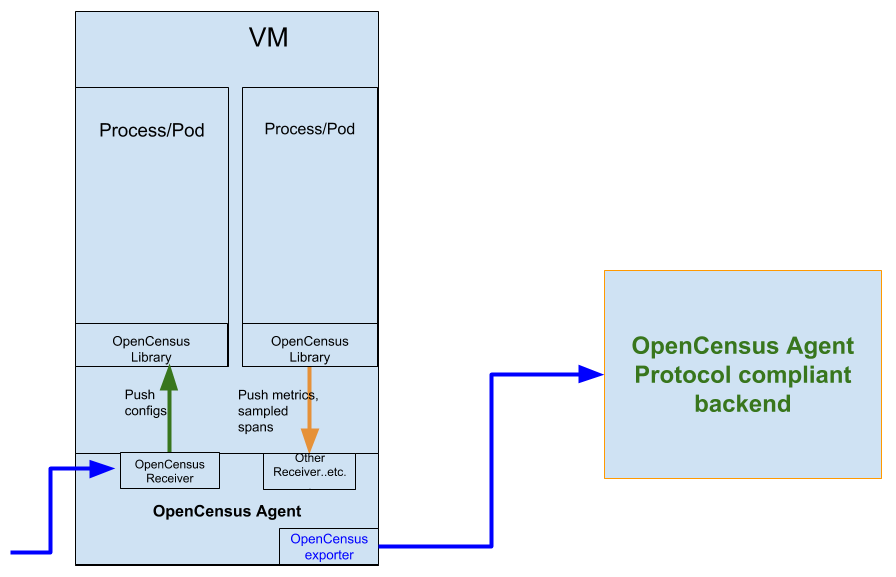 VM
Process/Pod
Process/Pod
OpenCensus
Library
OpenCensus
Library
Push
configs
Push metrics,
sampled
spans
OpenCensus
Receiver
Other
Receiver..etc.
OpenCensus Agent
OpenCensus
exporter
OpenCensus Agent
Protocol compliant
backend